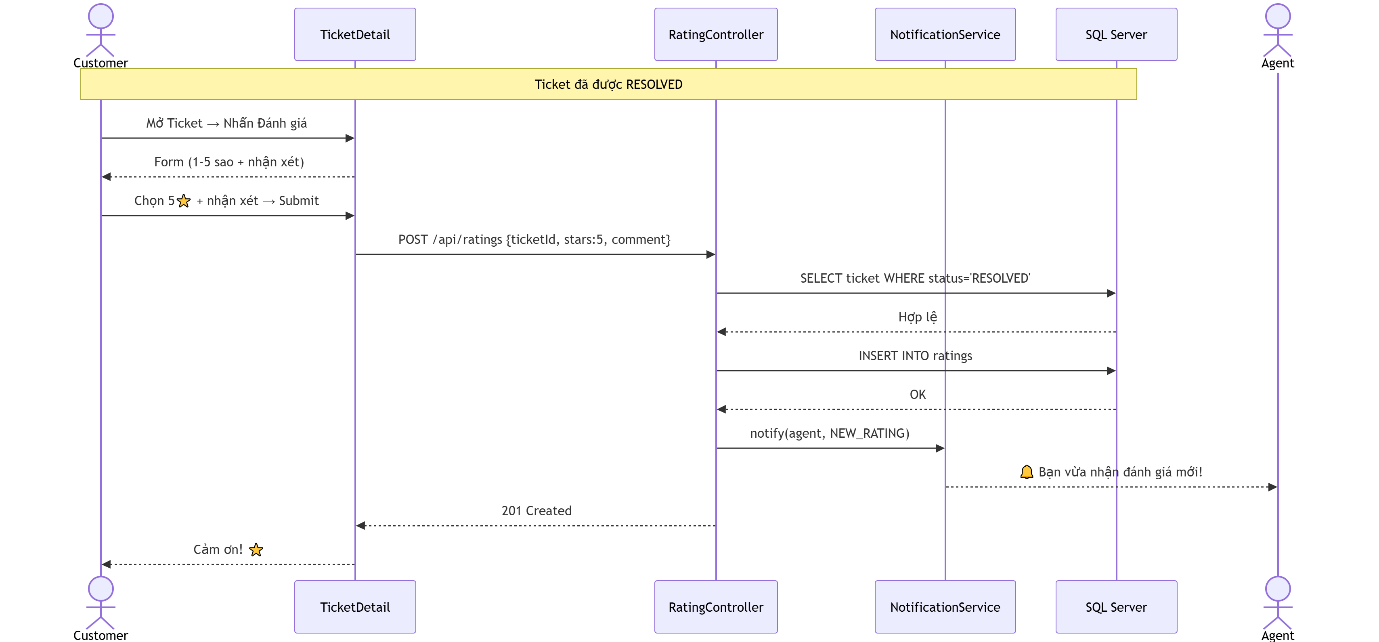 TicketDetail
RatingController
NotificationService
SQL Server
Customer
Agent
Ticket đã được RESOLVED
Mở Ticket → Nhấn Đánh giá
Form (1-5 sao + nhận xét)
Chọn 5⭐ + nhận xét → Submit
POST /api/ratings {ticketId, stars:5, comment}
SELECT ticket WHERE status='RESOLVED'
Hợp lệ
INSERT INTO ratings
OK
notify(agent, NEW_RATING)
🔔 Bạn vừa nhận đánh giá mới!
201 Created
Cảm ơn! ⭐
TicketDetail
RatingController
NotificationService
SQL Server
Customer
Agent